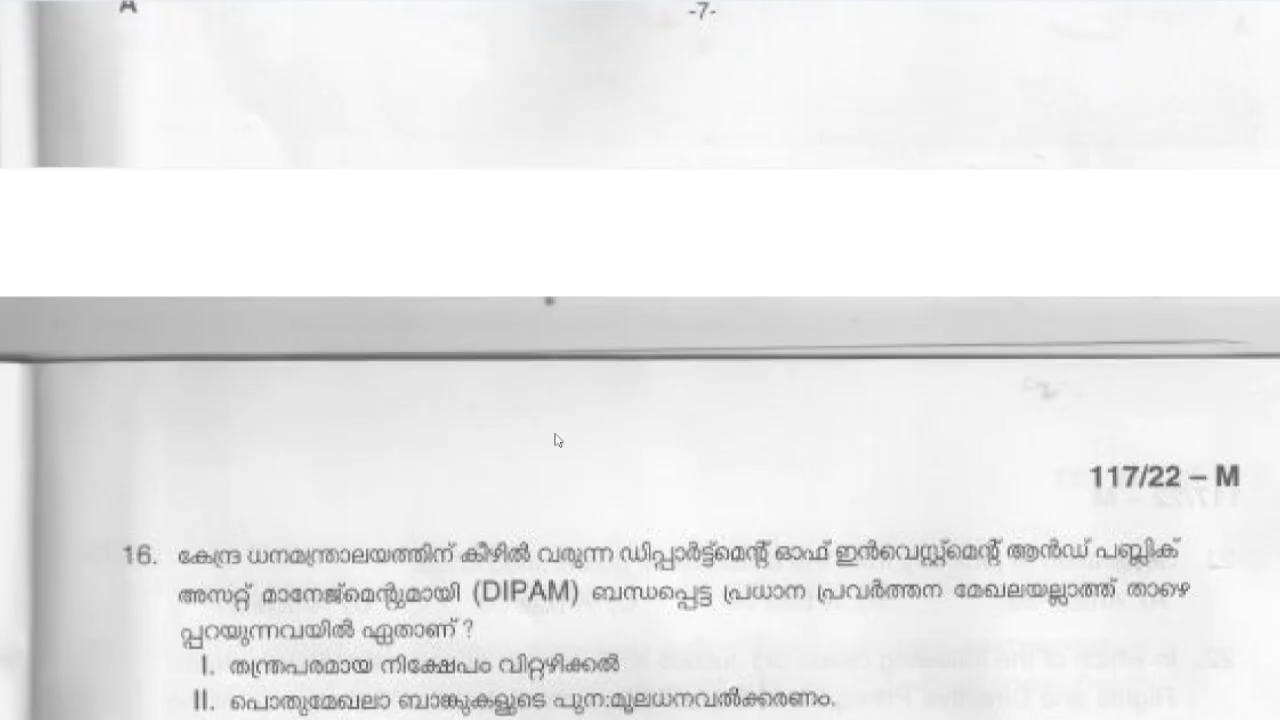 A
-7-
117/22 – M
16. കേന്ദ്ര ധനമന്ത്രാലയത്തിന് കീഴിൽ വരുന്ന ഡിപ്പാർട്ട്മെന്റ് ഓഫ് ഇൻവെസ്റ്റ്മെന്റ് ആൻഡ് പബ്ലിക്
അസറ്റ് മാനേജ്മെന്റുമായി (DIPAM) ബന്ധപ്പെട്ട പ്രധാന പ്രവർത്തന മേഖലയല്ലാത്ത് താഴെ
പ്പറയുന്നവയിൽ ഏതാണ് ?
I. തന്ത്രപരമായ നിക്ഷേപം വിറ്റഴിക്കൽ
II. പൊതുമേഖലാ ബാങ്കുകളുടെ പുന:മൂലധനവൽക്കരണം.